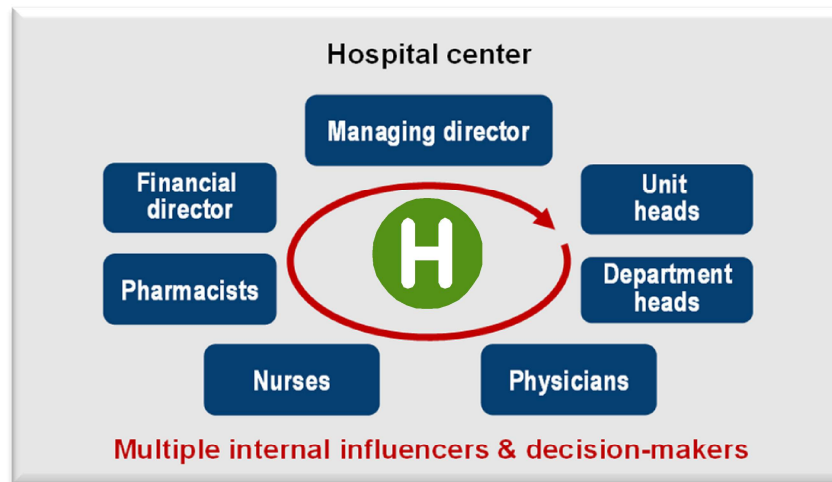 Hospital center
Managing director
Financial
director
Unit
heads
H
Pharmacists
Department
heads
Nurses
Physicians
Multiple internal influencers & decision-makers